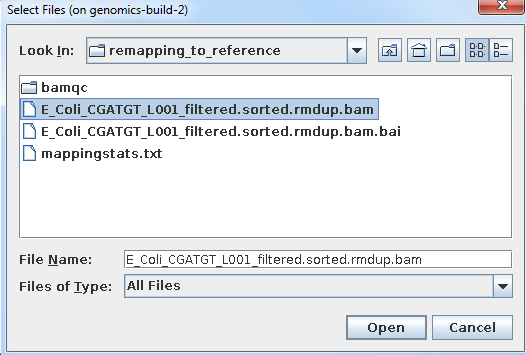 Select Files (on genomics-build-2)
Look In: remapping_to_reference
bamqc
E_Coli_CGATGT_L001_filtered.sorted.rmdup.bam
E_Coli_CGATGT_L001_filtered.sorted.rmdup.bam.bai
mappingstats.txt
File Name: E_Coli_CGATGT_L001_filtered.sorted.rmdup.bam
Files of Type: All Files
Open Cancel